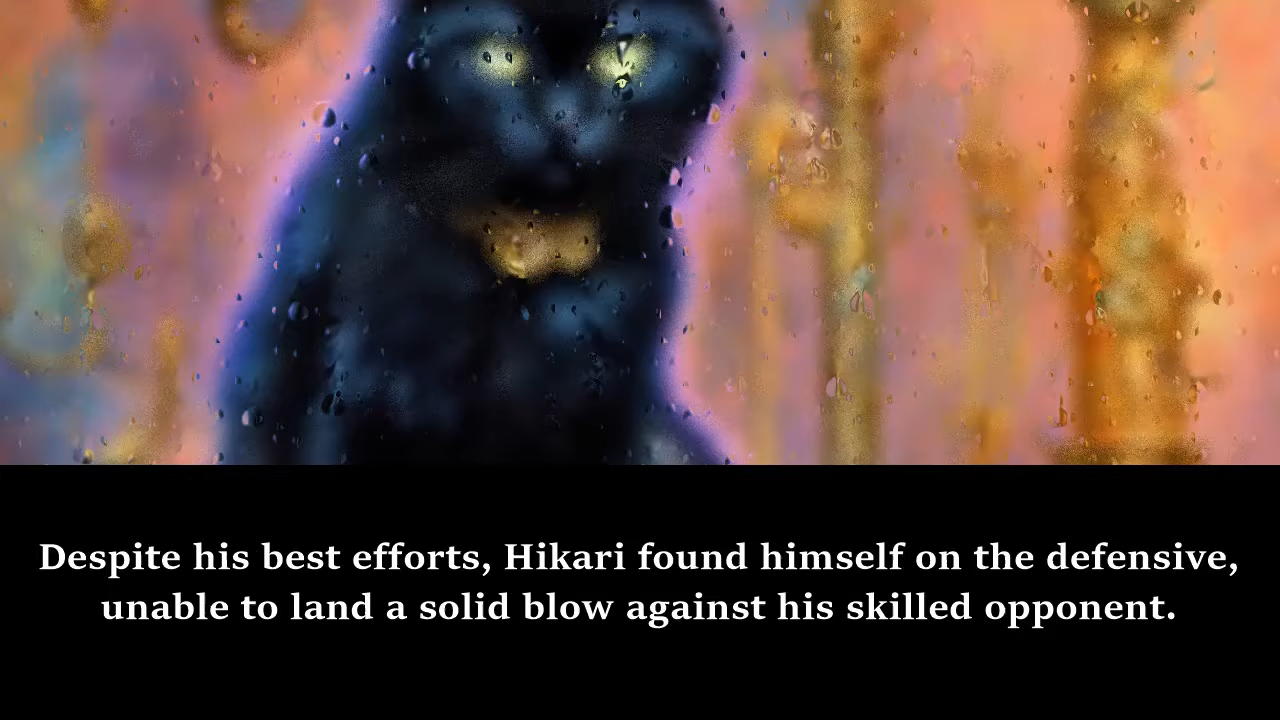 Despite his best efforts, Hikari found himself on the defensive,
unable to land a solid blow against his skilled opponent.